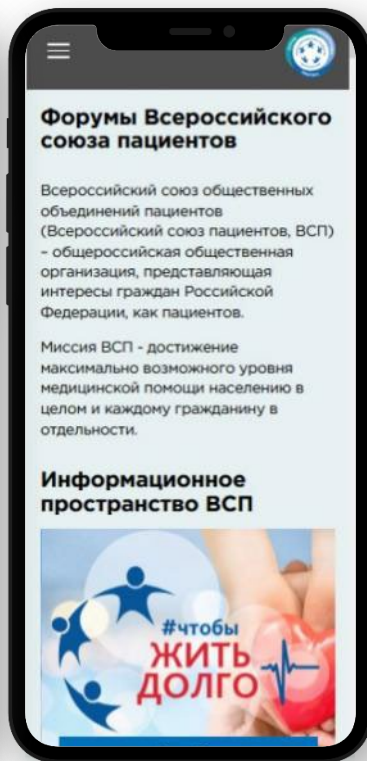 Форумы Всероссийского
союза пациентов
Всероссийский союз общественных
объединений пациентов
(Всероссийский союз пациентов, ВСП)
– общероссийская общественная
организация, представляющая
интересы граждан Российской
Федерации, как пациентов.
Миссия ВСП - достижение
максимально возможного уровня
медицинской помощи населению в
целом и каждому гражданину в
отдельности.
Информационное
пространство ВСП
#чтобы
ЖИТЬ
ДОЛГО